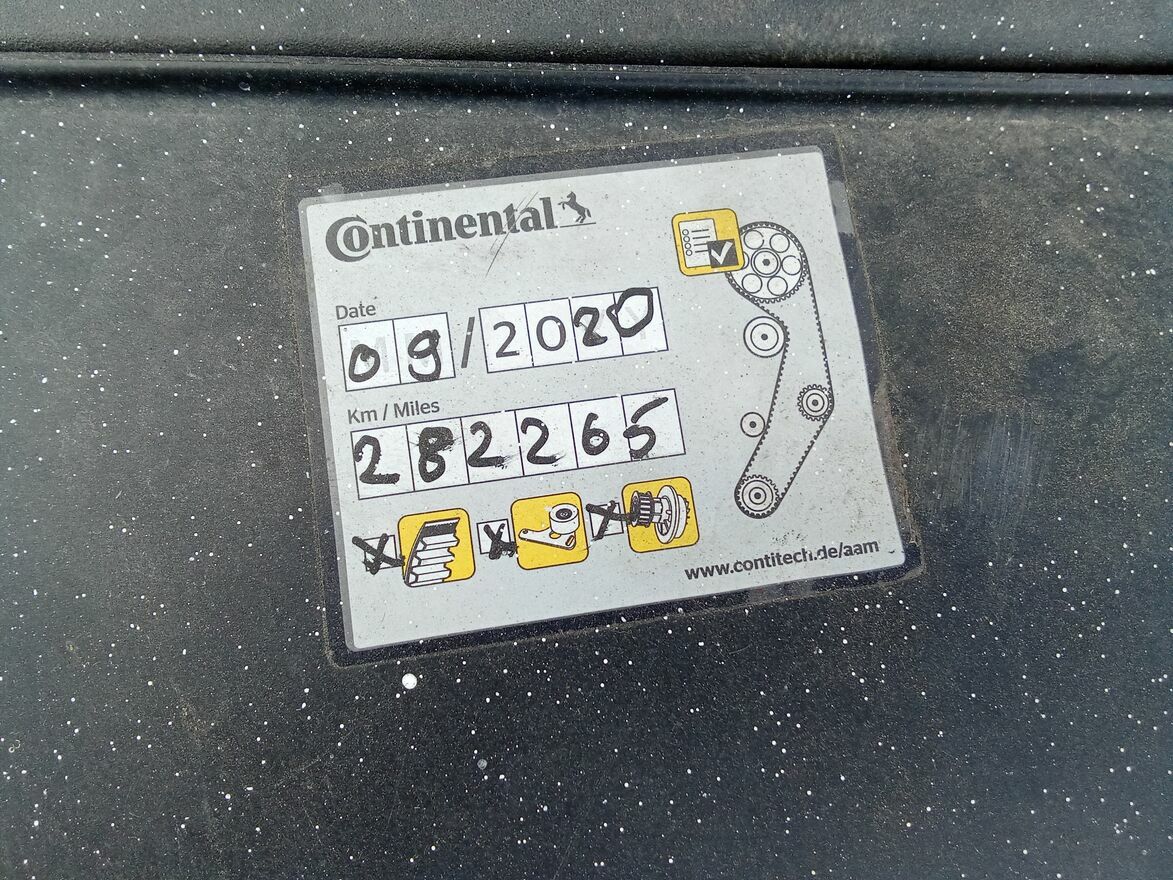 Continental
Date
09/2020
Km / Miles
282265
X X X
www.contitech.de/aam